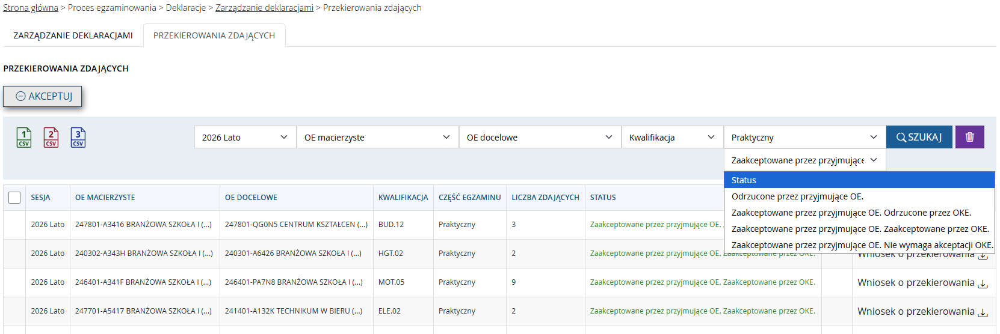 Strona główna > Proces egzaminowania > Deklaracje > Zarządzanie deklaracjami > Przekierowania zdających
ZARZĄDZANIE DEKLARACJAMI PRZEKIEROWANIA ZDAJĄCYCH
PRZEKIEROWANIA ZDAJĄCYCH
AKCEPTUJ
1 CSV 2 CSV 3 CSV 2026 Lato OE macierzyste OE docelowe Kwalifikacja Praktyczny SZUKAJ
Zaakceptowane przez przyjmujące
Status
Odrzucone przez przyjmujące OE.
Zaakceptowane przez przyjmujące OE. Odrzucone przez OKE.
Zaakceptowane przez przyjmujące OE. Zaakceptowane przez OKE.
Zaakceptowane przez przyjmujące OE. Nie wymaga akceptacji OKE.
SESJA OE MACIERZYSTE OE DOCELOWE KWALIFIKACJA CZĘŚĆ EGZAMINU LICZBA ZDAJĄCYCH STATUS
2026 Lato 247801-A3416 BRANŻOWA SZKOŁA I (...) 247801-QG0N5 CENTRUM KSZTAŁCEN (...) BUD.12 Praktyczny 3 Zaakceptowane przez przyjmujące OE.
2026 Lato 240302-A343H BRANŻOWA SZKOŁA I (...) 240301-A6426 BRANŻOWA SZKOŁA I (...) HGT.02 Praktyczny 2 Zaakceptowane przez przyjmujące OE. Zaakceptowane przez OKE. Wniosek o przekierowania
2026 Lato 246401-A341F BRANŻOWA SZKOŁA I (...) 246401-PA7N8 BRANŻOWA SZKOŁA I (...) MOT.05 Praktyczny 9 Zaakceptowane przez przyjmujące OE. Zaakceptowane przez OKE. Wniosek o przekierowania
2026 Lato 247701-A5417 BRANŻOWA SZKOŁA I (...) 241401-A132K TECHNIKUM W BIERU (...) ELE.02 Praktyczny 2 Zaakceptowane przez przyjmujące OE. Zaakceptowane przez OKE. Wniosek o przekierowania